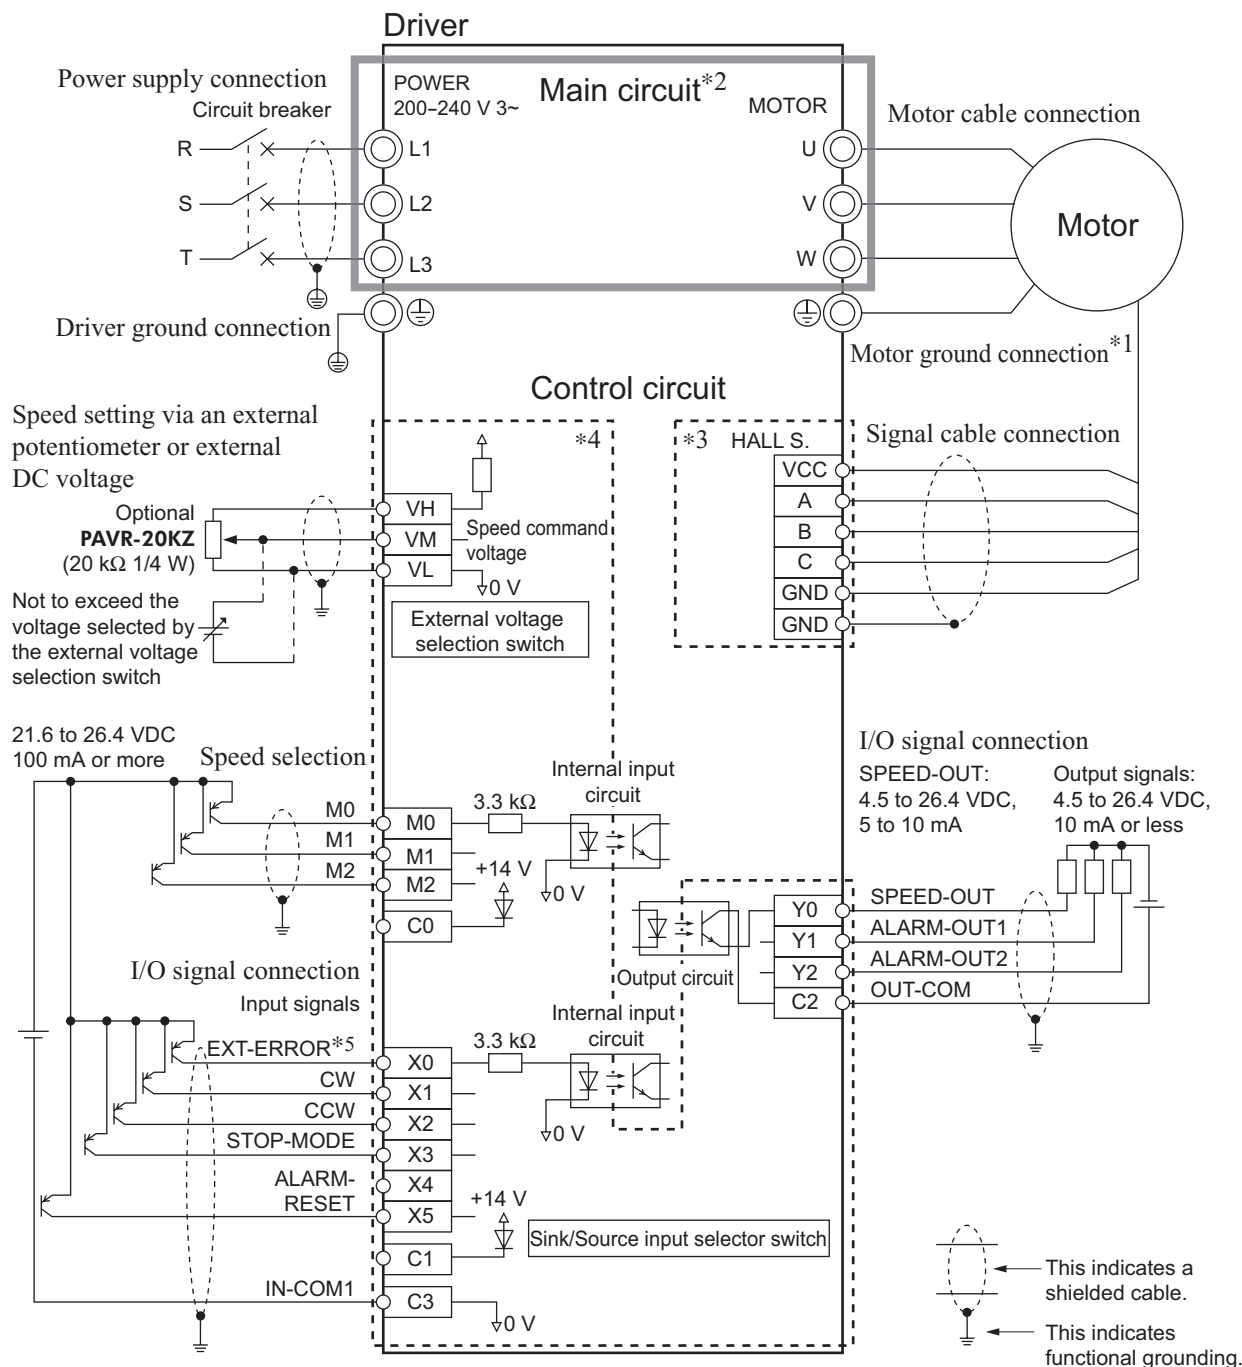 Driver
Power supply connection
Circuit breaker
POWER
200–240 V 3~
Main circuit*2
MOTOR
Motor cable connection
R
L1
U
S
L2
V
Motor
T
L3
W
Driver ground connection
Motor ground connection*1
Control circuit
Speed setting via an external
potentiometer or external
DC voltage
*4
*3
HALL S.
Signal cable connection
VCC
A
B
C
GND
GND
Optional
PAVR-20KZ
(20 kΩ 1/4 W)
VH
VM
VL
Speed command
voltage
0 V
External voltage
selection switch
Not to exceed the
voltage selected by
the external voltage
selection switch
21.6 to 26.4 VDC
100 mA or more
Speed selection
M0
M1
M2
M0
M1
M2
C0
3.3 kΩ
+14 V
Internal input
circuit
0 V
I/O signal connection
SPEED-OUT:
4.5 to 26.4 VDC,
5 to 10 mA
Output signals:
4.5 to 26.4 VDC,
10 mA or less
Y0
Y1
Y2
C2
SPEED-OUT
ALARM-OUT1
ALARM-OUT2
OUT-COM
Output circuit
I/O signal connection
Input signals
EXT-ERROR*5
CW
CCW
STOP-MODE
ALARM-
RESET
IN-COM1
X0
X1
X2
X3
X4
X5
C1
C3
3.3 kΩ
Internal input
circuit
0 V
+14 V
Sink/Source input selector switch
0 V
This indicates a
shielded cable.
This indicates
functional grounding.